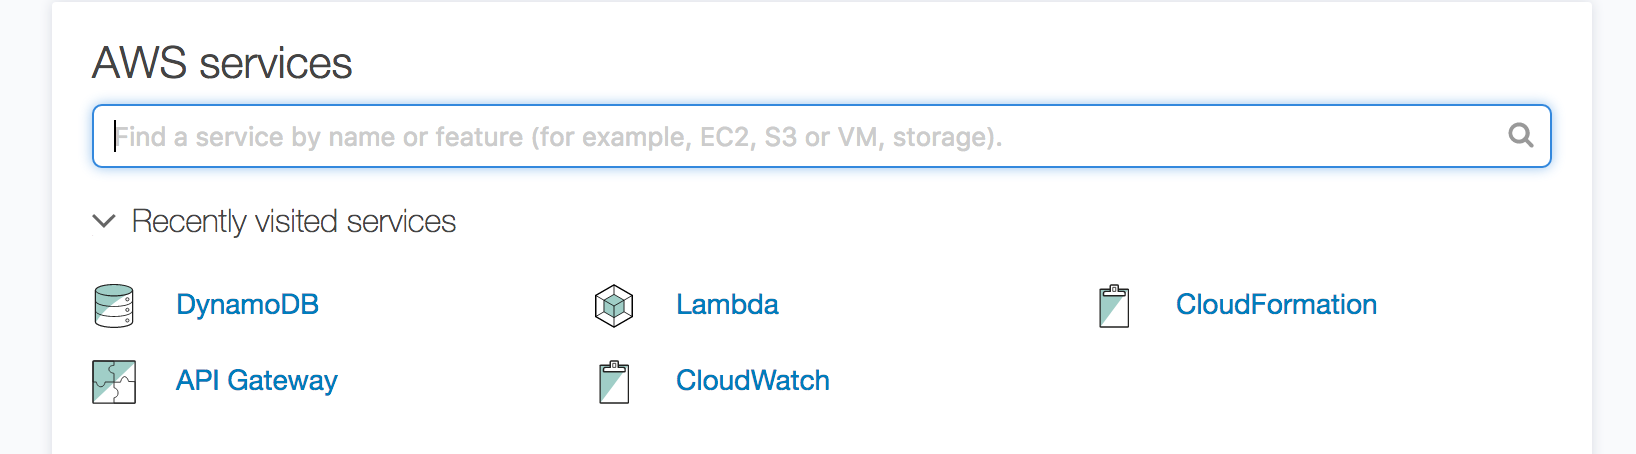 AWS services
Find a service by name or feature (for example, EC2, S3 or VM, storage).
Recently visited services
DynamoDB
Lambda
CloudFormation
API Gateway
CloudWatch